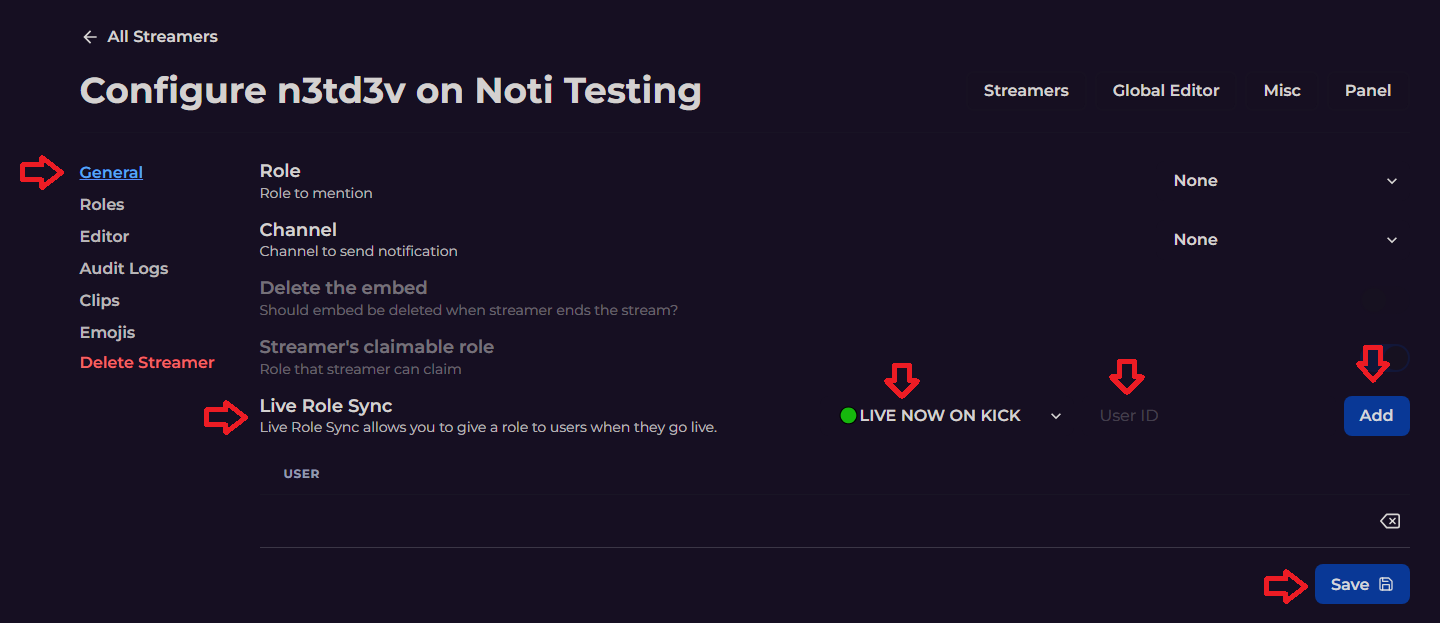 All Streamers
Configure n3td3v on Noti Testing
Streamers
Global Editor
Misc
Panel
General
Roles
Editor
Audit Logs
Clips
Emojis
Delete Streamer
Role
Role to mention
None
Channel
Channel to send notification
None
Delete the embed
Should embed be deleted when streamer ends the stream?
Streamer's claimable role
Role that streamer can claim
Live Role Sync
Live Role Sync allows you to give a role to users when they go live.
LIVE NOW ON KICK
User ID
Add
USER
Save